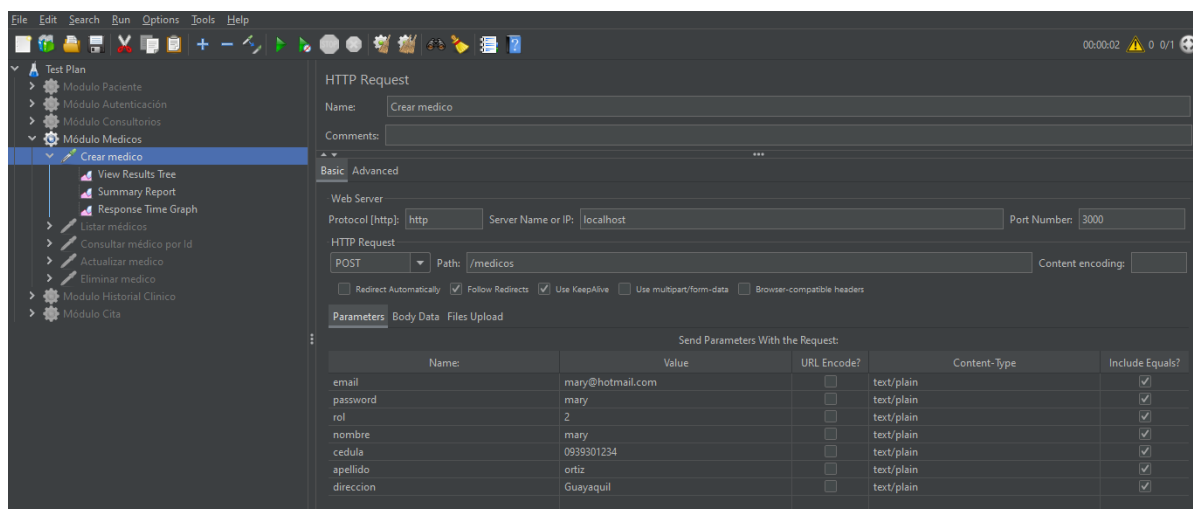 File Edit Search Run Options Tools Help
00:00:02 0 0/1
Test Plan
Modulo Paciente
Módulo Autenticación
Módulo Consultorios
Módulo Medicos
Crear medico
View Results Tree
Summary Report
Response Time Graph
Listar médicos
Consultar médico por Id
Actualizar medico
Eliminar medico
Modulo Historial Clinico
Módulo Cita
HTTP Request
Name: Crear medico
Comments:
Basic Advanced
Web Server
Protocol [http]: http Server Name or IP: localhost Port Number: 3000
HTTP Request
POST Path: /medicos Content encoding:
Redirect Automatically Follow Redirects Use KeepAlive Use multipart/form-data Browser-compatible headers
Parameters Body Data Files Upload
Send Parameters With the Request:
Name: Value URL Encode? Content-Type Include Equals?
email mary@hotmail.com text/plain
password mary text/plain
rol 2 text/plain
nombre mary text/plain
cedula 0939301234 text/plain
apellido ortiz text/plain
direccion Guayaquil text/plain